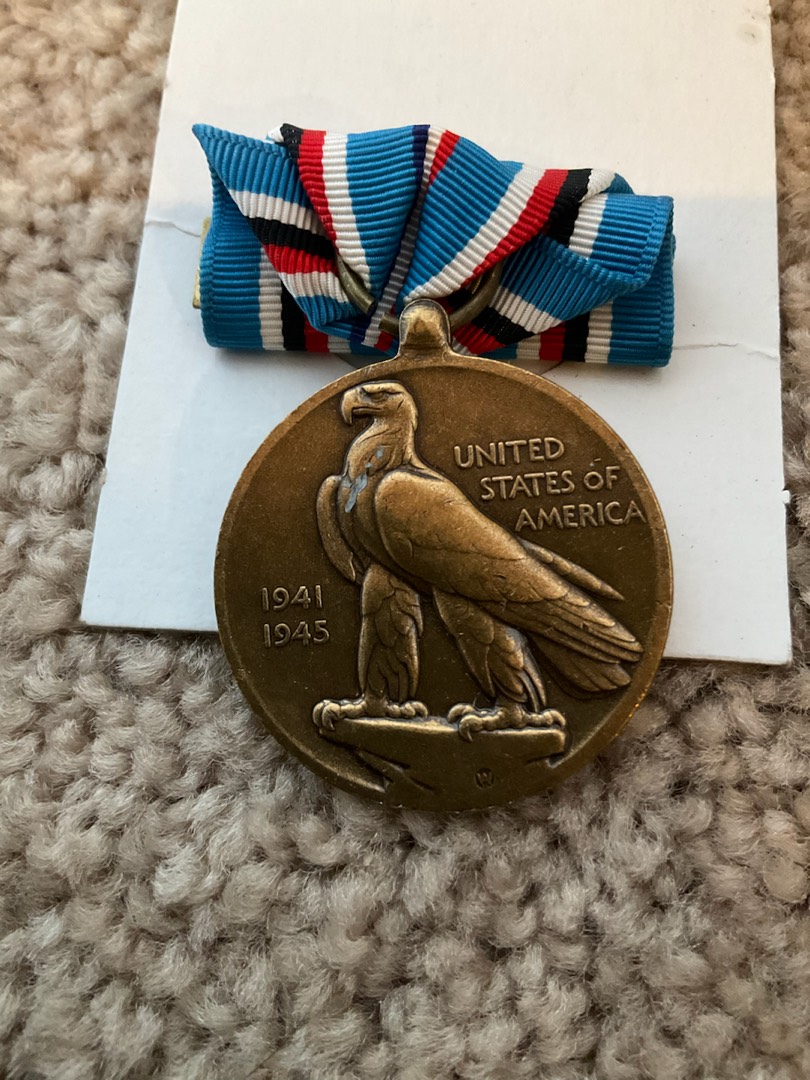 UNITED
STATES OF
AMERICA
1941
1945
W